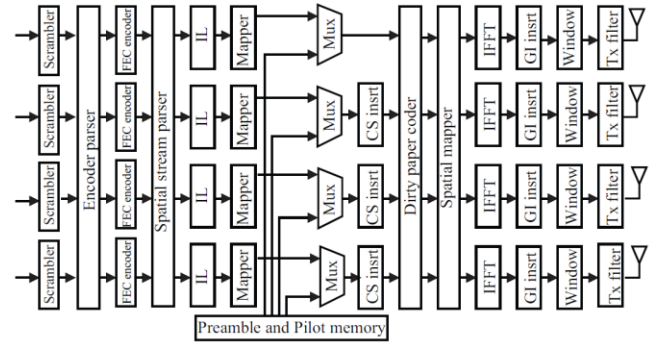 Scrambler
FEC encoder
IL
Mapper
Mux
IFFT
GI insrt
Window
Tx filter
Scrambler
FEC encoder
IL
Mapper
Mux
CS insrt
IFFT
GI insrt
Window
Tx filter
Encoder parser
Spatial stream parser
Dirty paper coder
Spatial mapper
Scrambler
FEC encoder
IL
Mapper
Mux
CS insrt
IFFT
GI insrt
Window
Tx filter
Scrambler
FEC encoder
IL
Mapper
Mux
CS insrt
IFFT
GI insrt
Window
Tx filter
Preamble and Pilot memory